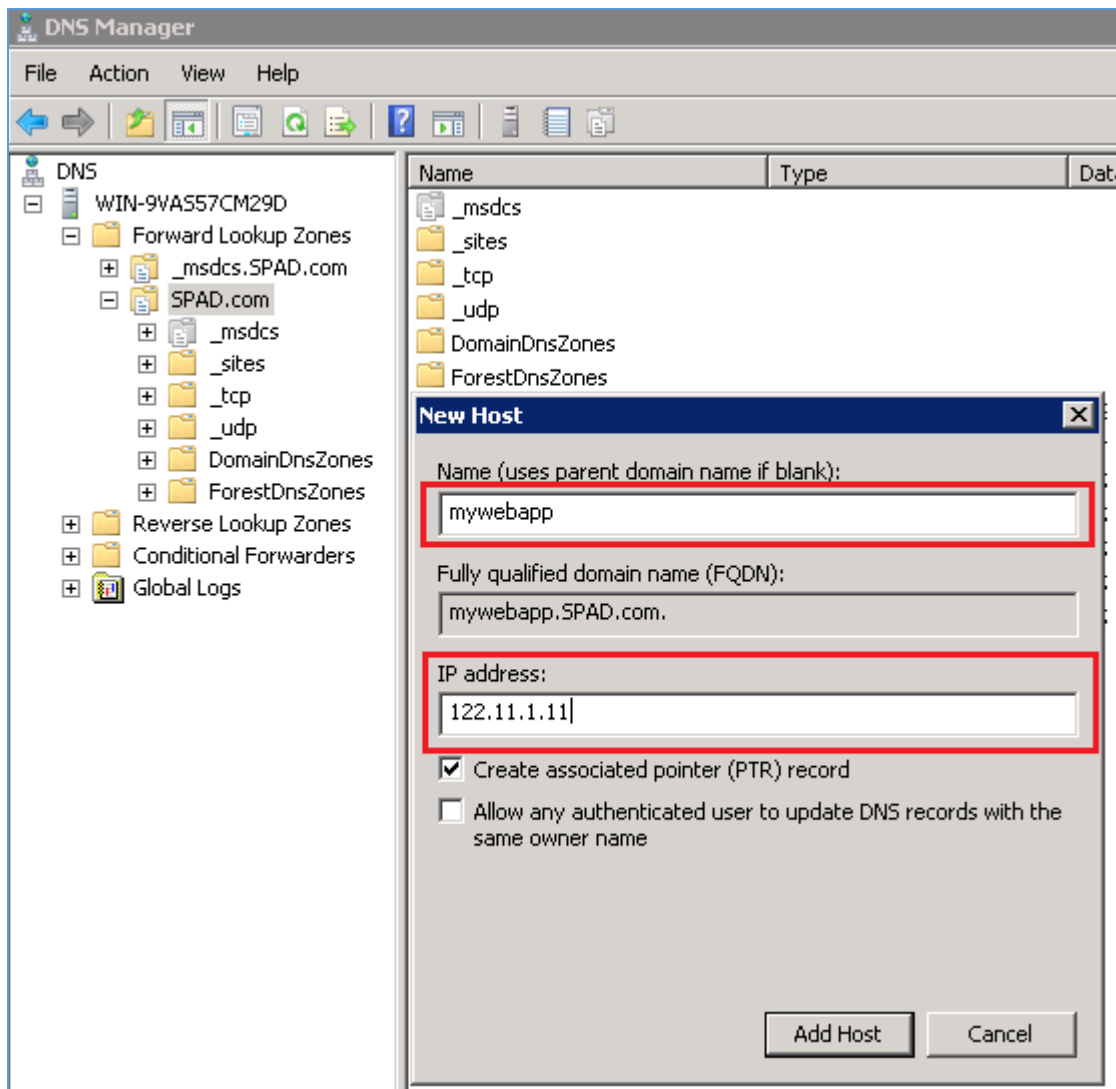 DNS Manager
File Action View Help
DNS
WIN-9VAS57CM29D
Forward Lookup Zones
_msdcs.SPAD.com
SPAD.com
_msdcs
_sites
_tcp
_udp
DomainDnsZones
ForestDnsZones
Reverse Lookup Zones
Conditional Forwarders
Global Logs
Name Type
_msdcs
_sites
_tcp
_udp
DomainDnsZones
ForestDnsZones
New Host
Name (uses parent domain name if blank):
mywebapp
Fully qualified domain name (FQDN):
mywebapp.SPAD.com.
IP address:
122.11.1.11
Create associated pointer (PTR) record
Allow any authenticated user to update DNS records with the
same owner name
Add Host Cancel